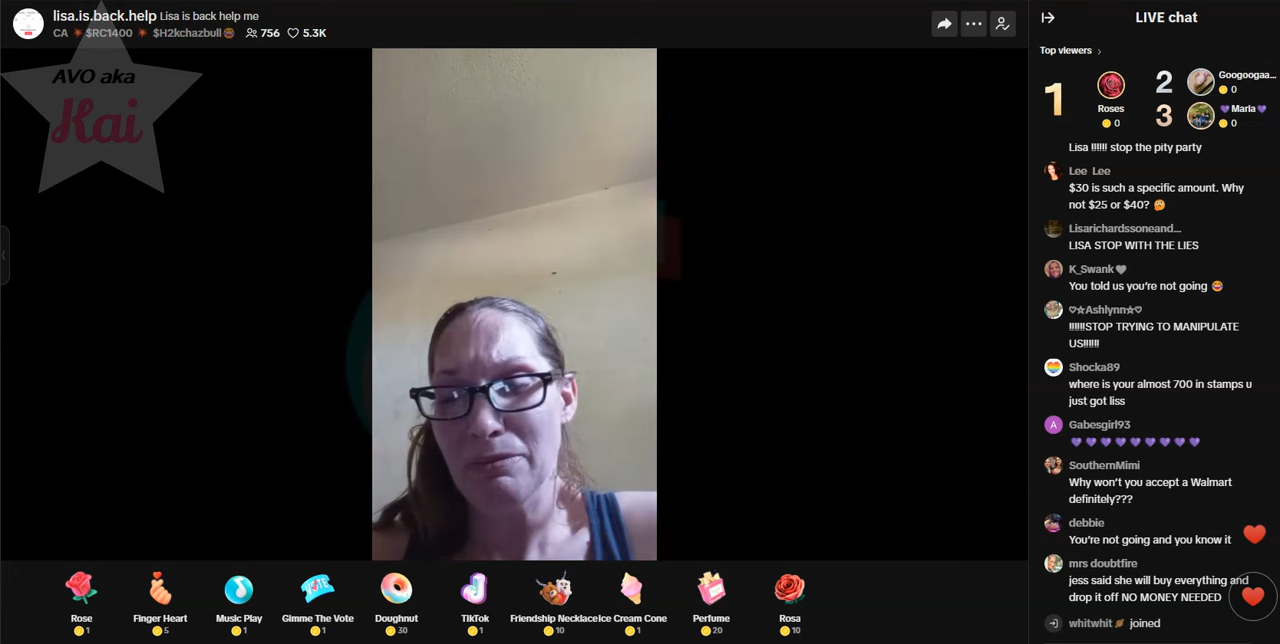 lisa.is.back.help Lisa is back help me
CA 💥 $RC1400 💥 $H2kchazbull 756 5.3K
AVO aka
Kai
LIVE chat
Top viewers
1 Roses 0
2 Googoogaa... 0
3 💜Marla💜 0
Lisa !!!!!! stop the pity party
Lee Lee
$30 is such a specific amount. Why
not $25 or $40? 🤔
Lisarichardssoneand...
LISA STOP WITH THE LIES
K_Swank🤍
You told us you're not going 😂
♡☆Ashlynn☆♡
!!!!!!STOP TRYING TO MANIPULATE
US!!!!!!
Shocka89
where is your almost 700 in stamps u
just got liss
A Gabesgirl93
💜💜💜💜💜💜💜💜💜
SouthernMimi
Why won't you accept a Walmart
definitely???
debbie
You're not going and you know it
mrs doubtfire
jess said she will buy everything and
drop it off NO MONEY NEEDED
whitwhit joined
VOTE
Rose Finger Heart Music Play Gimme The Vote Doughnut TikTok Friendship Necklace Ice Cream Cone Perfume Rosa
1 5 1 1 30 1 10 1 20 10